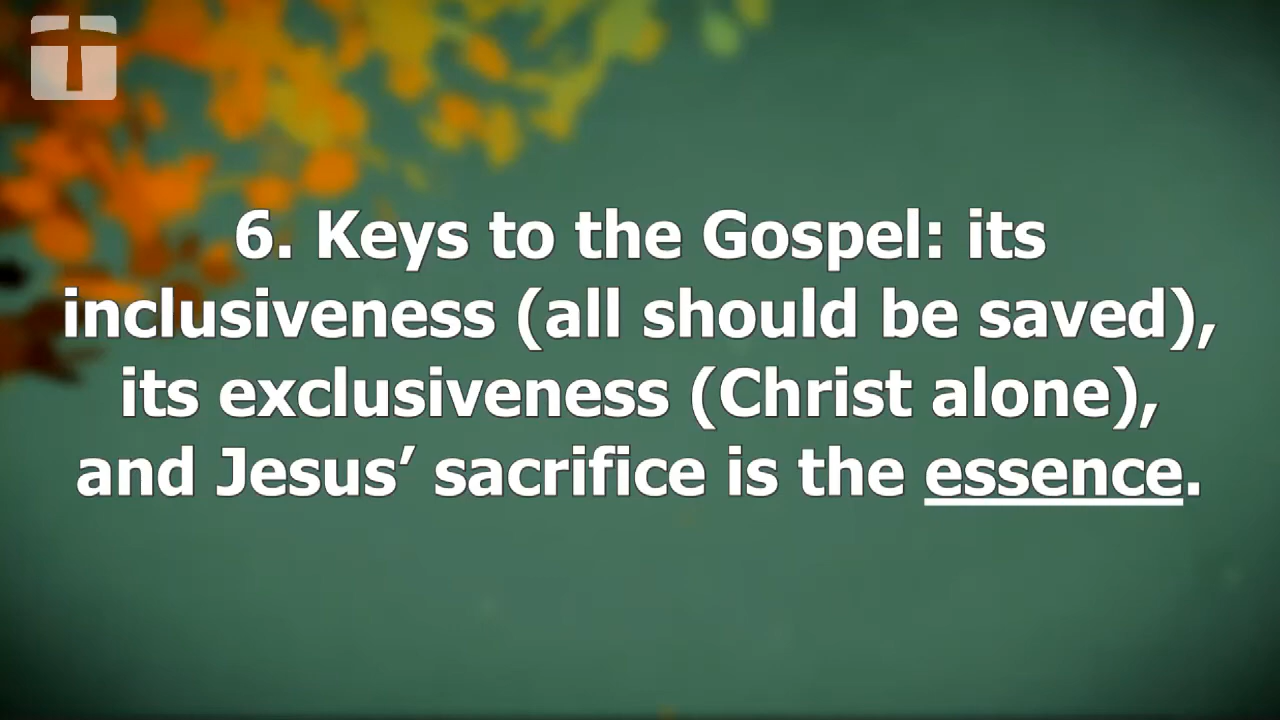 6. Keys to the Gospel: its
inclusiveness (all should be saved),
its exclusiveness (Christ alone),
and Jesus’ sacrifice is the essence.